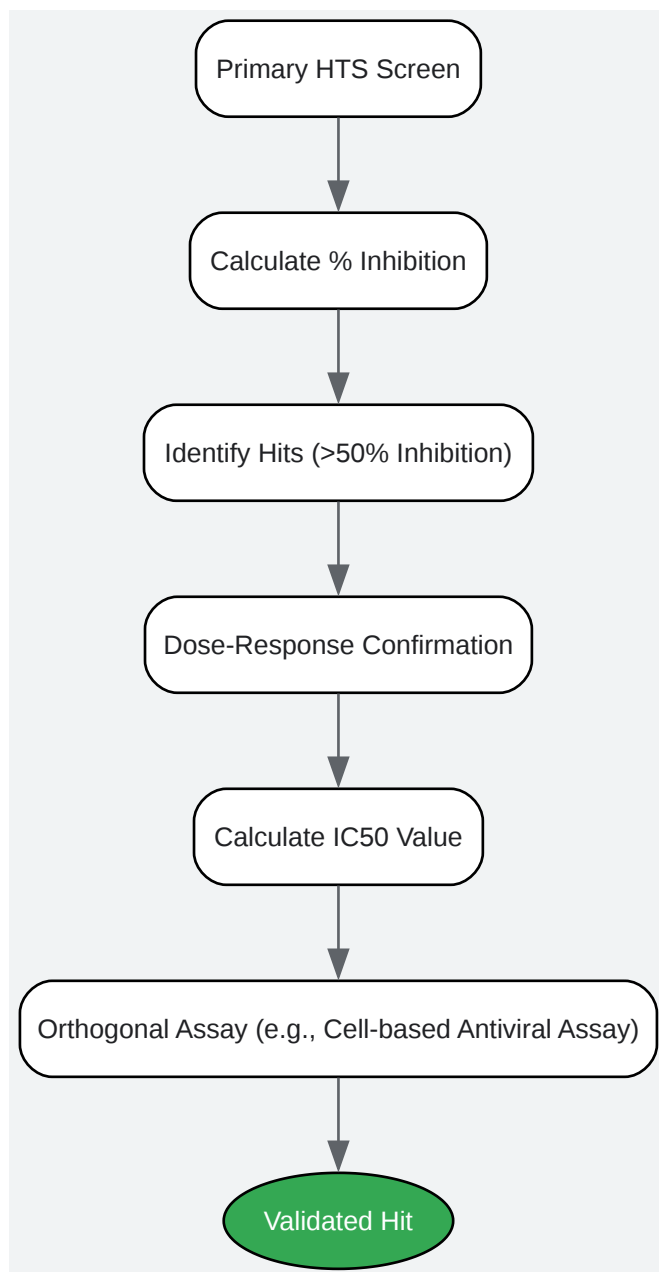 Primary HTS Screen
Calculate % Inhibition
Identify Hits (>50% Inhibition)
Dose-Response Confirmation
Calculate IC50 Value
Orthogonal Assay (e.g., Cell-based Antiviral Assay)
Validated Hit